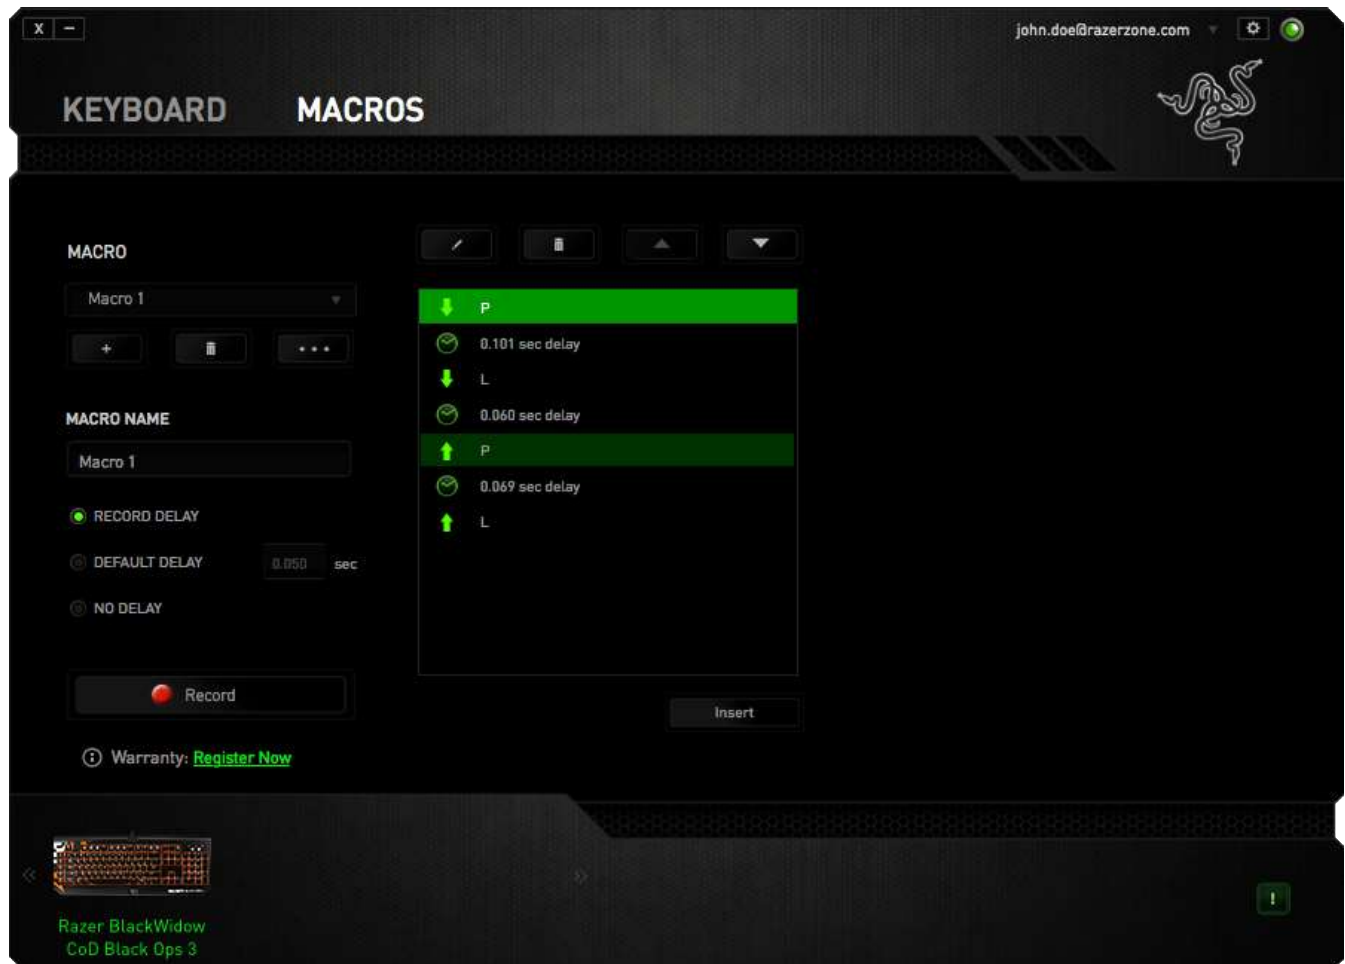 X –
john.doe@razerzone.com
KEYBOARD MACROS
MACRO
Macro 1
+ •••
MACRO NAME
Macro 1
RECORD DELAY
DEFAULT DELAY 0.050 sec
NO DELAY
Record
Warranty: Register Now
P
0.101 sec delay
L
0.060 sec delay
P
0.069 sec delay
L
Insert
Razer BlackWidow
CoD Black Ops 3
!